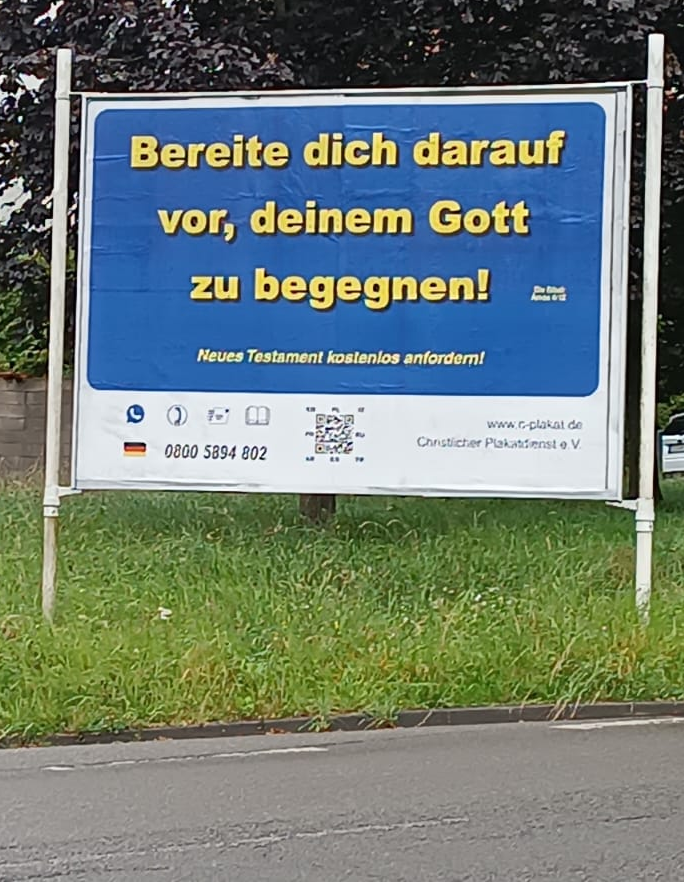 Bereite dich darauf
vor, deinem Gott
zu begegnen!
Die Bibel:
Amos 4:12
Neues Testament kostenlos anfordern!
0800 5894 802
www.c-plakat.de
Christlicher Plakatdienst e.V.